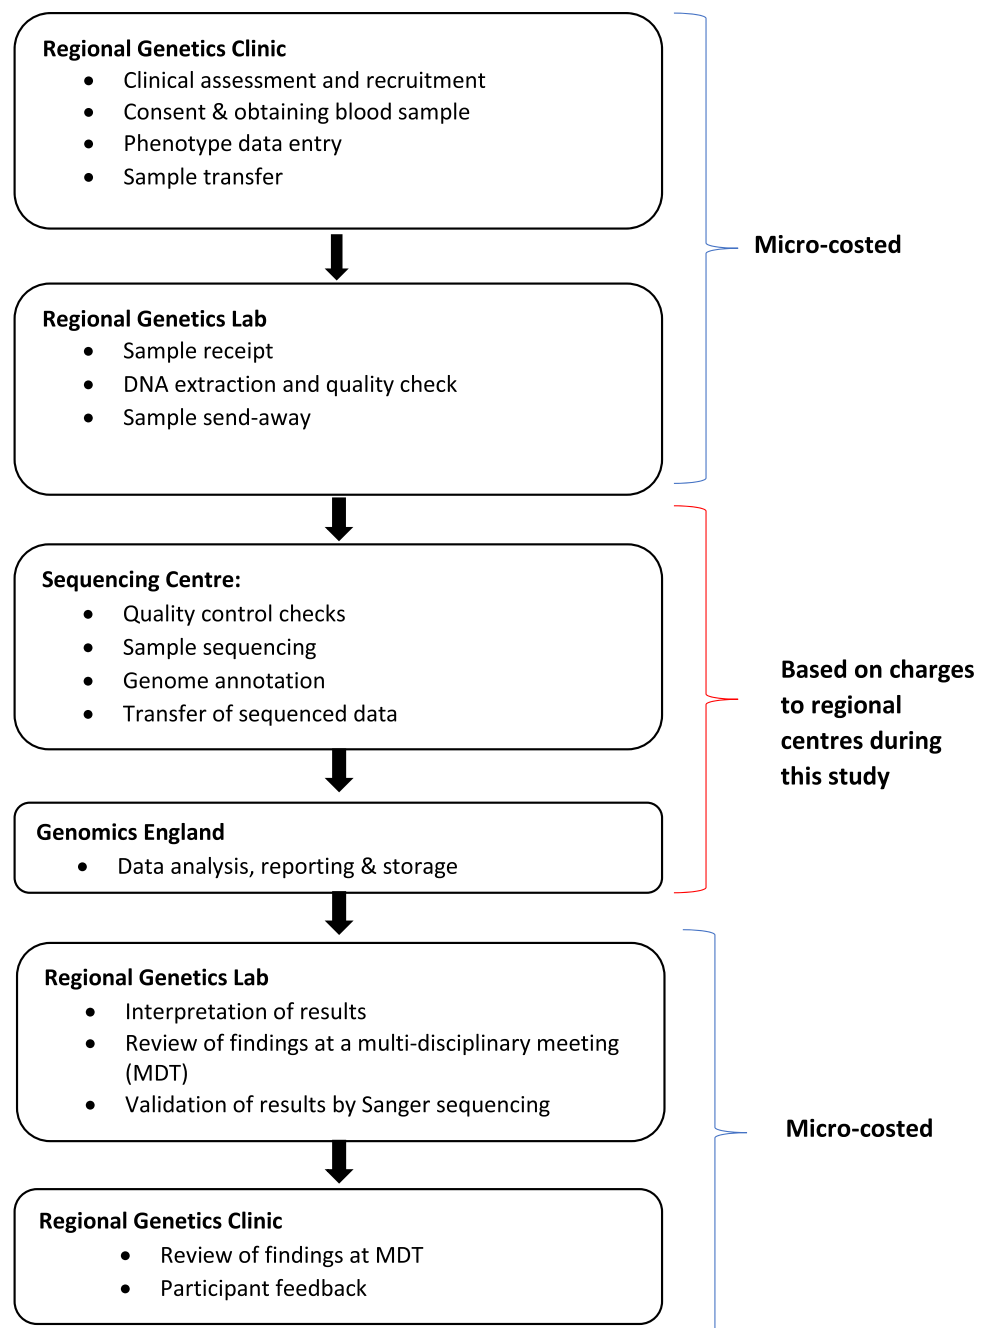 Regional Genetics Clinic
• Clinical assessment and recruitment
• Consent & obtaining blood sample
• Phenotype data entry
• Sample transfer
Micro-costed
Regional Genetics Lab
• Sample receipt
• DNA extraction and quality check
• Sample send-away
Sequencing Centre:
• Quality control checks
• Sample sequencing
• Genome annotation
• Transfer of sequenced data
Based on charges
to regional
centres during
this study
Genomics England
• Data analysis, reporting & storage
Regional Genetics Lab
• Interpretation of results
• Review of findings at a multi-disciplinary meeting
(MDT)
• Validation of results by Sanger sequencing
Micro-costed
Regional Genetics Clinic
• Review of findings at MDT
• Participant feedback